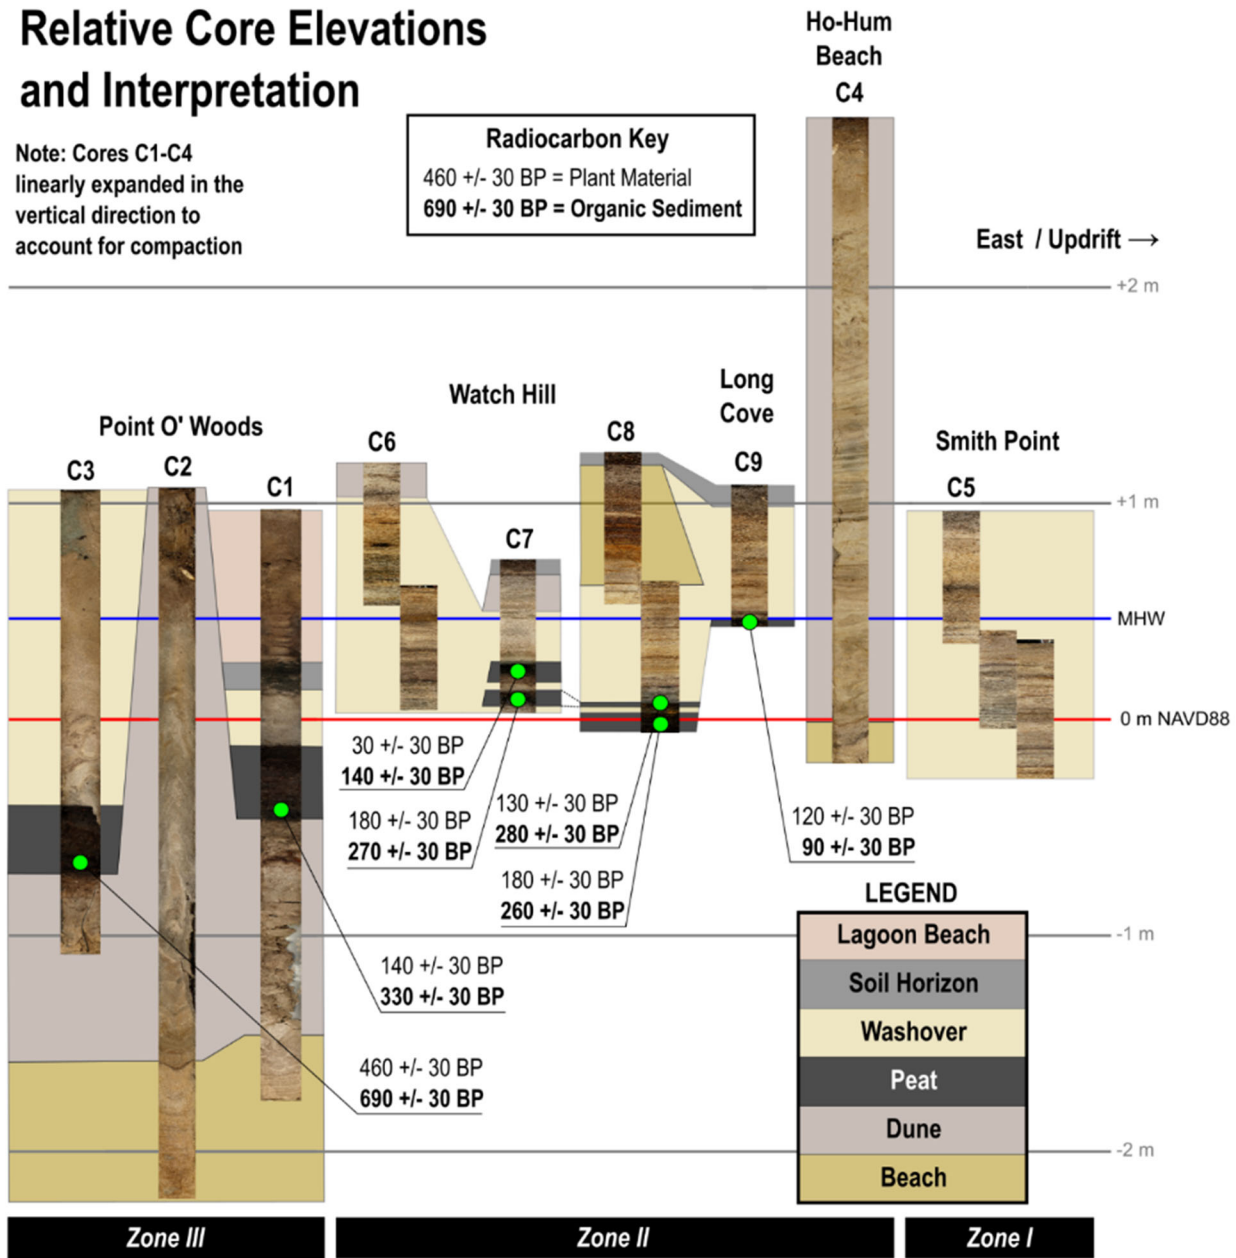 Relative Core Elevations
and Interpretation
Note: Cores C1-C4
linearly expanded in the
vertical direction to
account for compaction
Radiocarbon Key
460 +/- 30 BP = Plant Material
690 +/- 30 BP = Organic Sediment
Ho-Hum
Beach
C4
East / Updrift →
+2 m
Point O' Woods
C3
C2
C1
Watch Hill
C6
C7
C8
Long
Cove
C9
Smith Point
C5
+1 m
MHW
0 m NAVD88
30 +/- 30 BP
140 +/- 30 BP
180 +/- 30 BP
270 +/- 30 BP
130 +/- 30 BP
280 +/- 30 BP
180 +/- 30 BP
260 +/- 30 BP
120 +/- 30 BP
90 +/- 30 BP
140 +/- 30 BP
330 +/- 30 BP
460 +/- 30 BP
690 +/- 30 BP
-1 m
LEGEND
Lagoon Beach
Soil Horizon
Washover
Peat
Dune
Beach
-2 m
Zone III
Zone II
Zone I